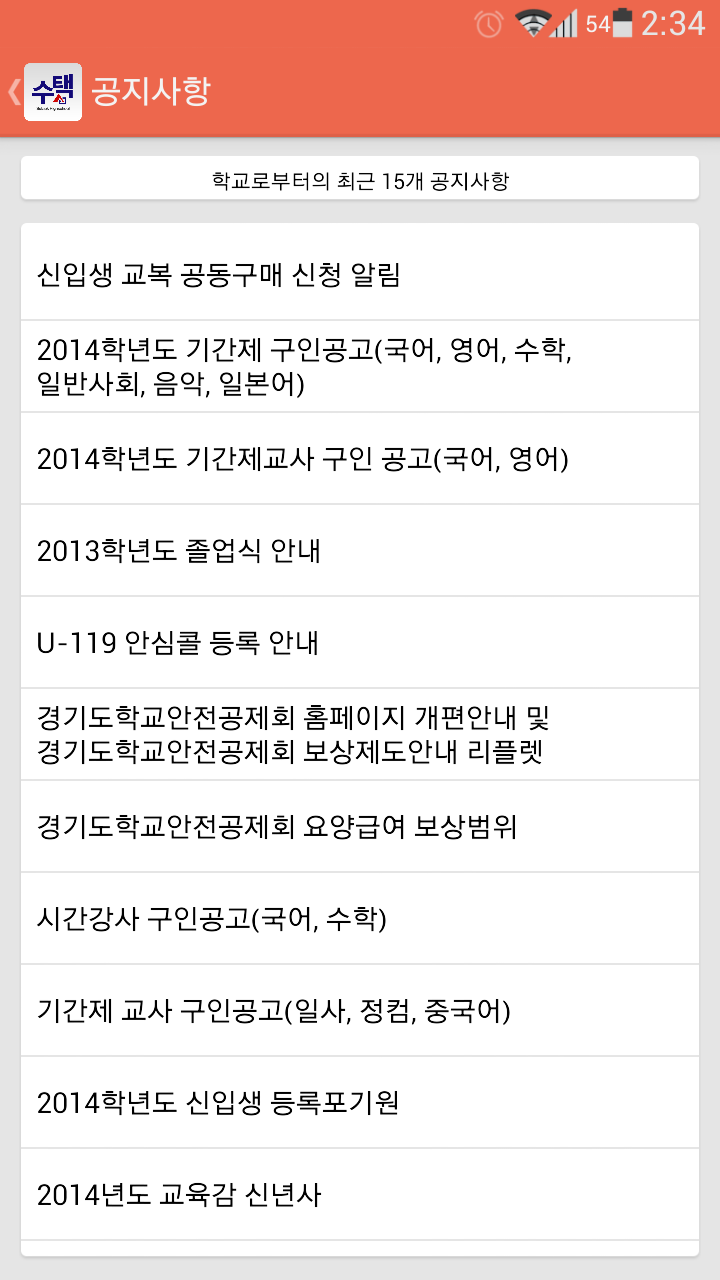 54 2:34
수택
공지사항
학교로부터의 최근 15개 공지사항
신입생 교복 공동구매 신청 알림
2014학년도 기간제 구인공고(국어, 영어, 수학,
일반사회, 음악, 일본어)
2014학년도 기간제교사 구인 공고(국어, 영어)
2013학년도 졸업식 안내
U-119 안심콜 등록 안내
경기도학교안전공제회 홈페이지 개편안내 및
경기도학교안전공제회 보상제도안내 리플렛
경기도학교안전공제회 요양급여 보상범위
시간강사 구인공고(국어, 수학)
기간제 교사 구인공고(일사, 정컴, 중국어)
2014학년도 신입생 등록포기원
2014년도 교육감 신년사